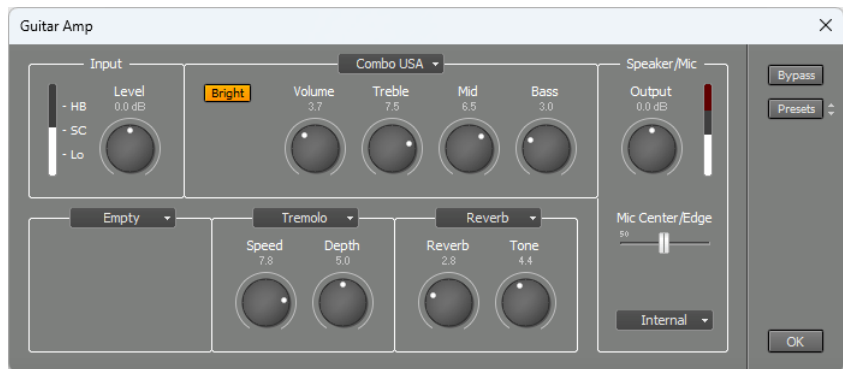 Guitar Amp
Input
Combo USA
Speaker/Mic
Bypass
Level
0.0 dB
- HB
- SC
- Lo
Bright
Volume
3.7
Treble
7.5
Mid
6.5
Bass
3.0
Output
0.0 dB
Presets
Empty
Tremolo
Reverb
Mic Center/Edge
50
Speed
7.8
Depth
5.0
Reverb
2.8
Tone
4.4
Internal
OK